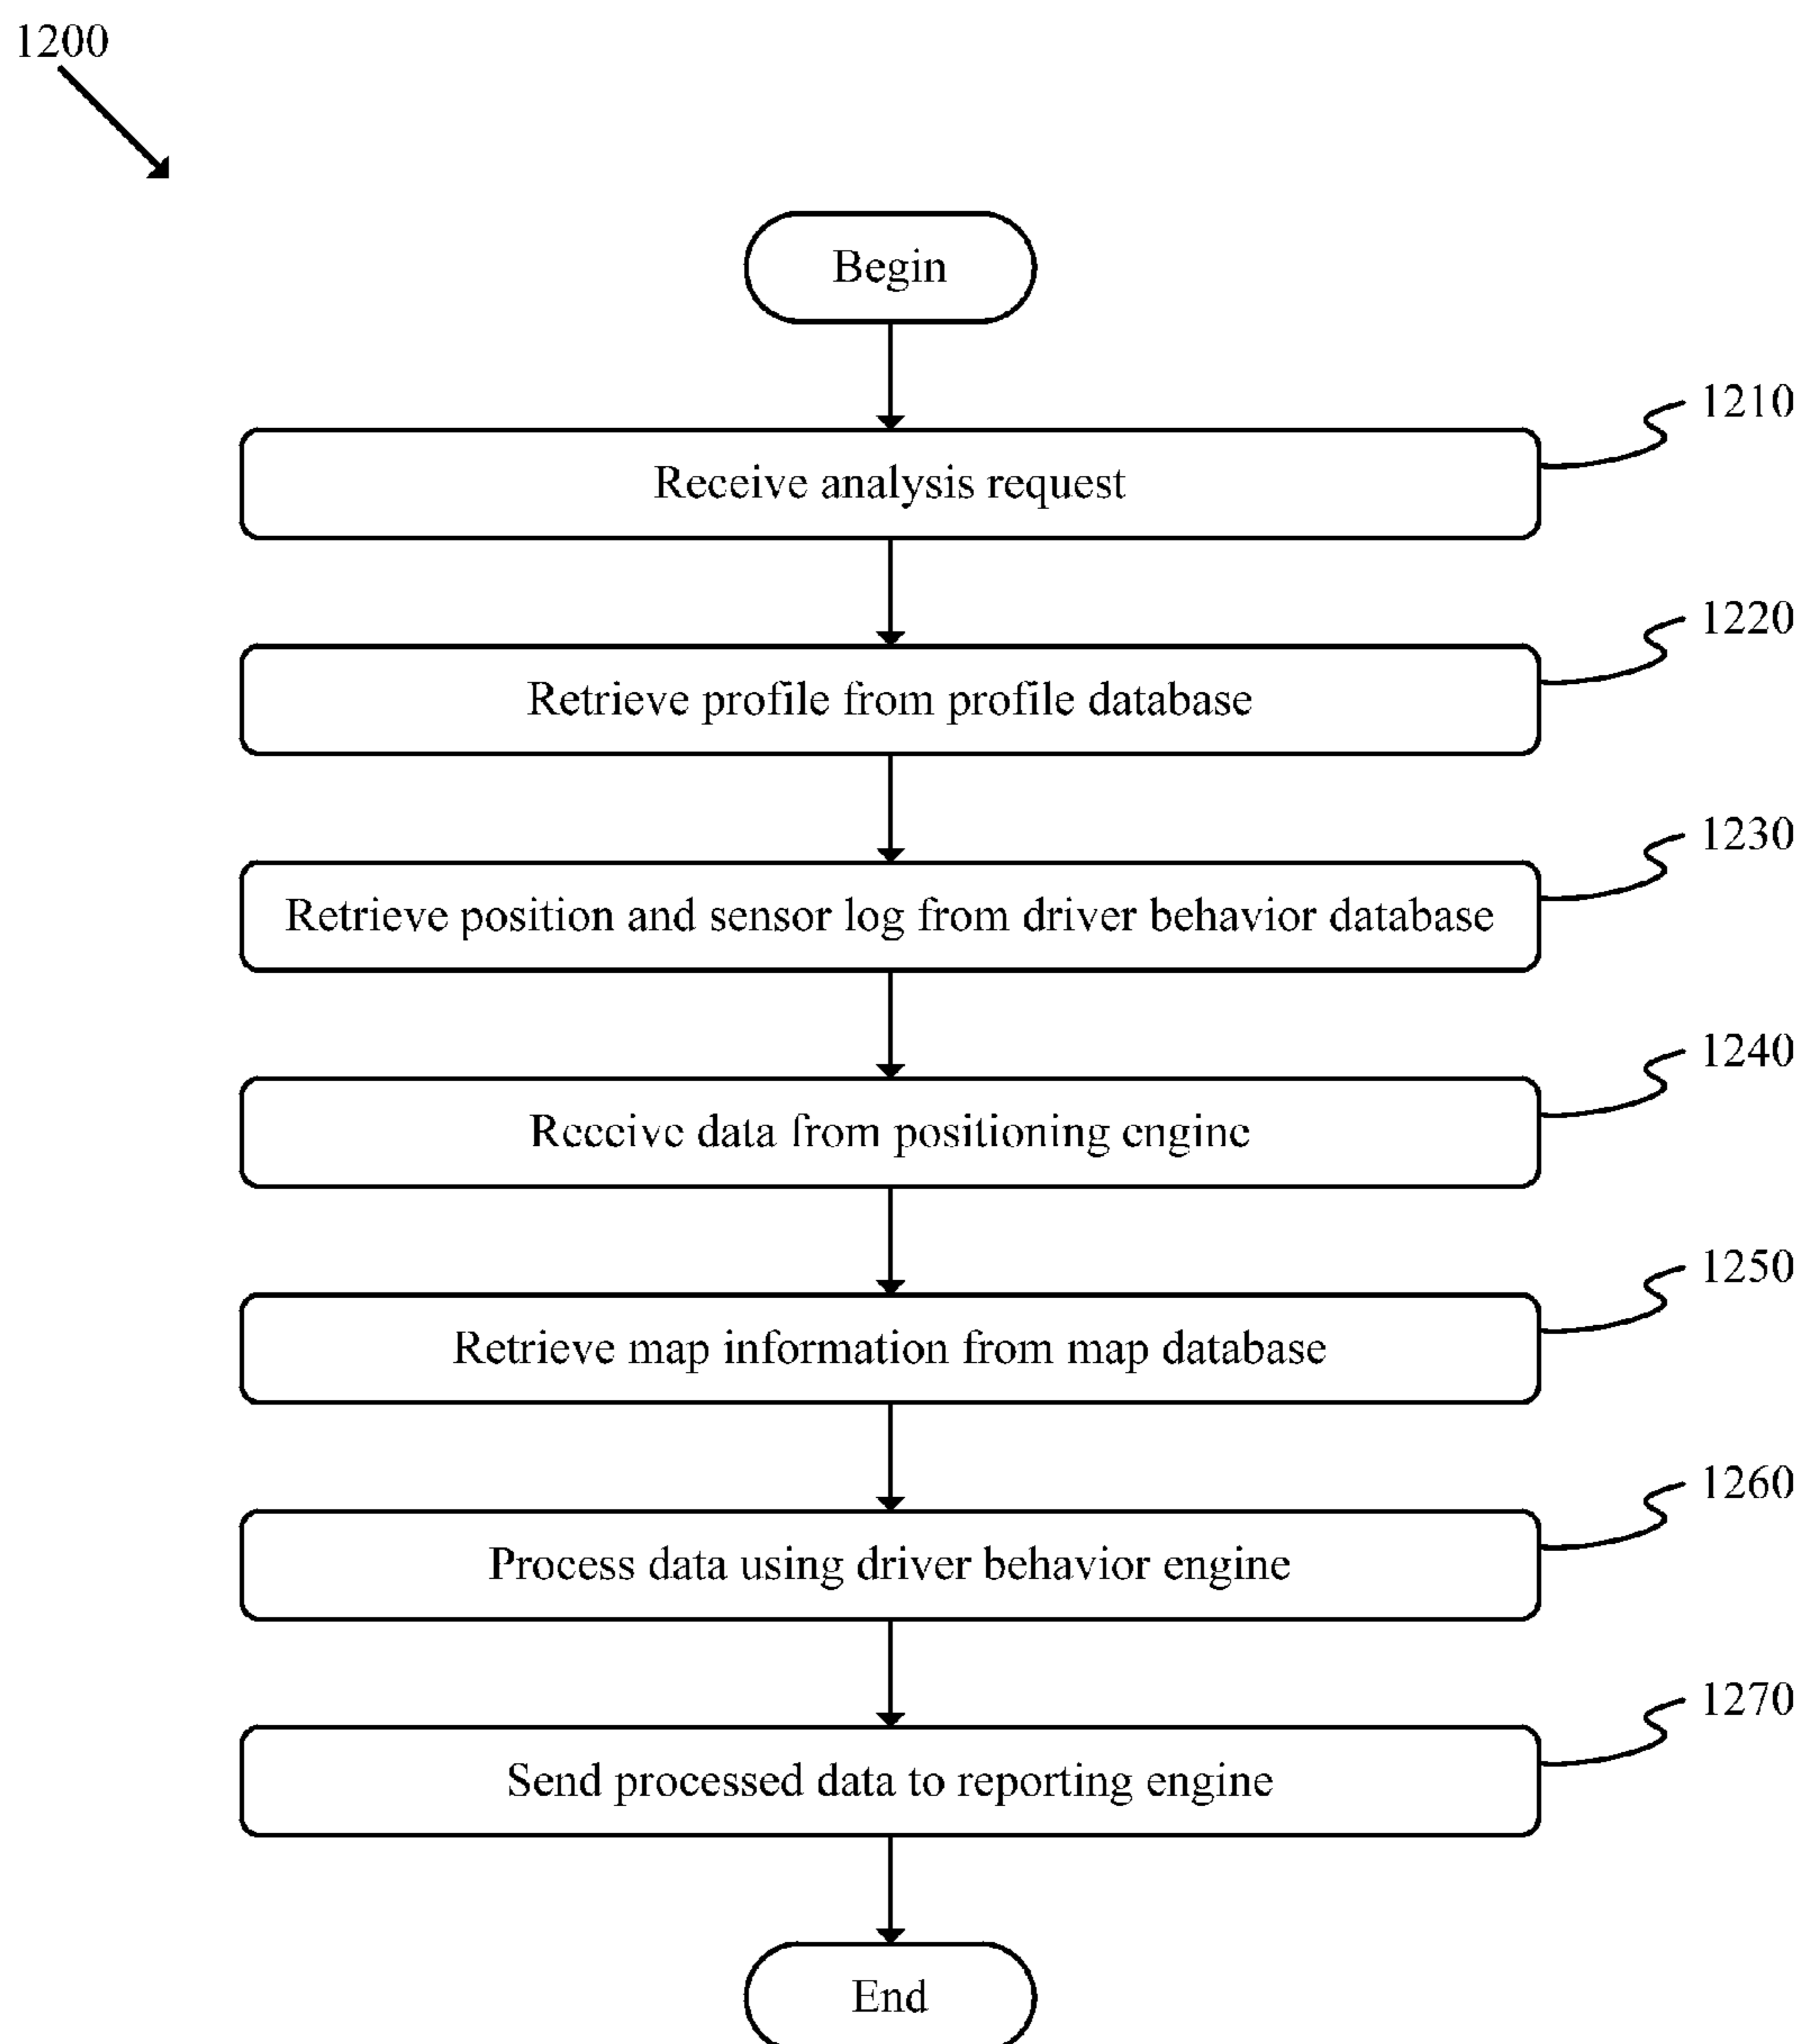 1200
Begin
1210
Receive analysis request
1220
Retrieve profile from profile database
1230
Retrieve position and sensor log from driver behavior database
1240
Receive data from positioning engine
1250
Retrieve map information from map database
1260
Process data using driver behavior engine
1270
Send processed data to reporting engine
End